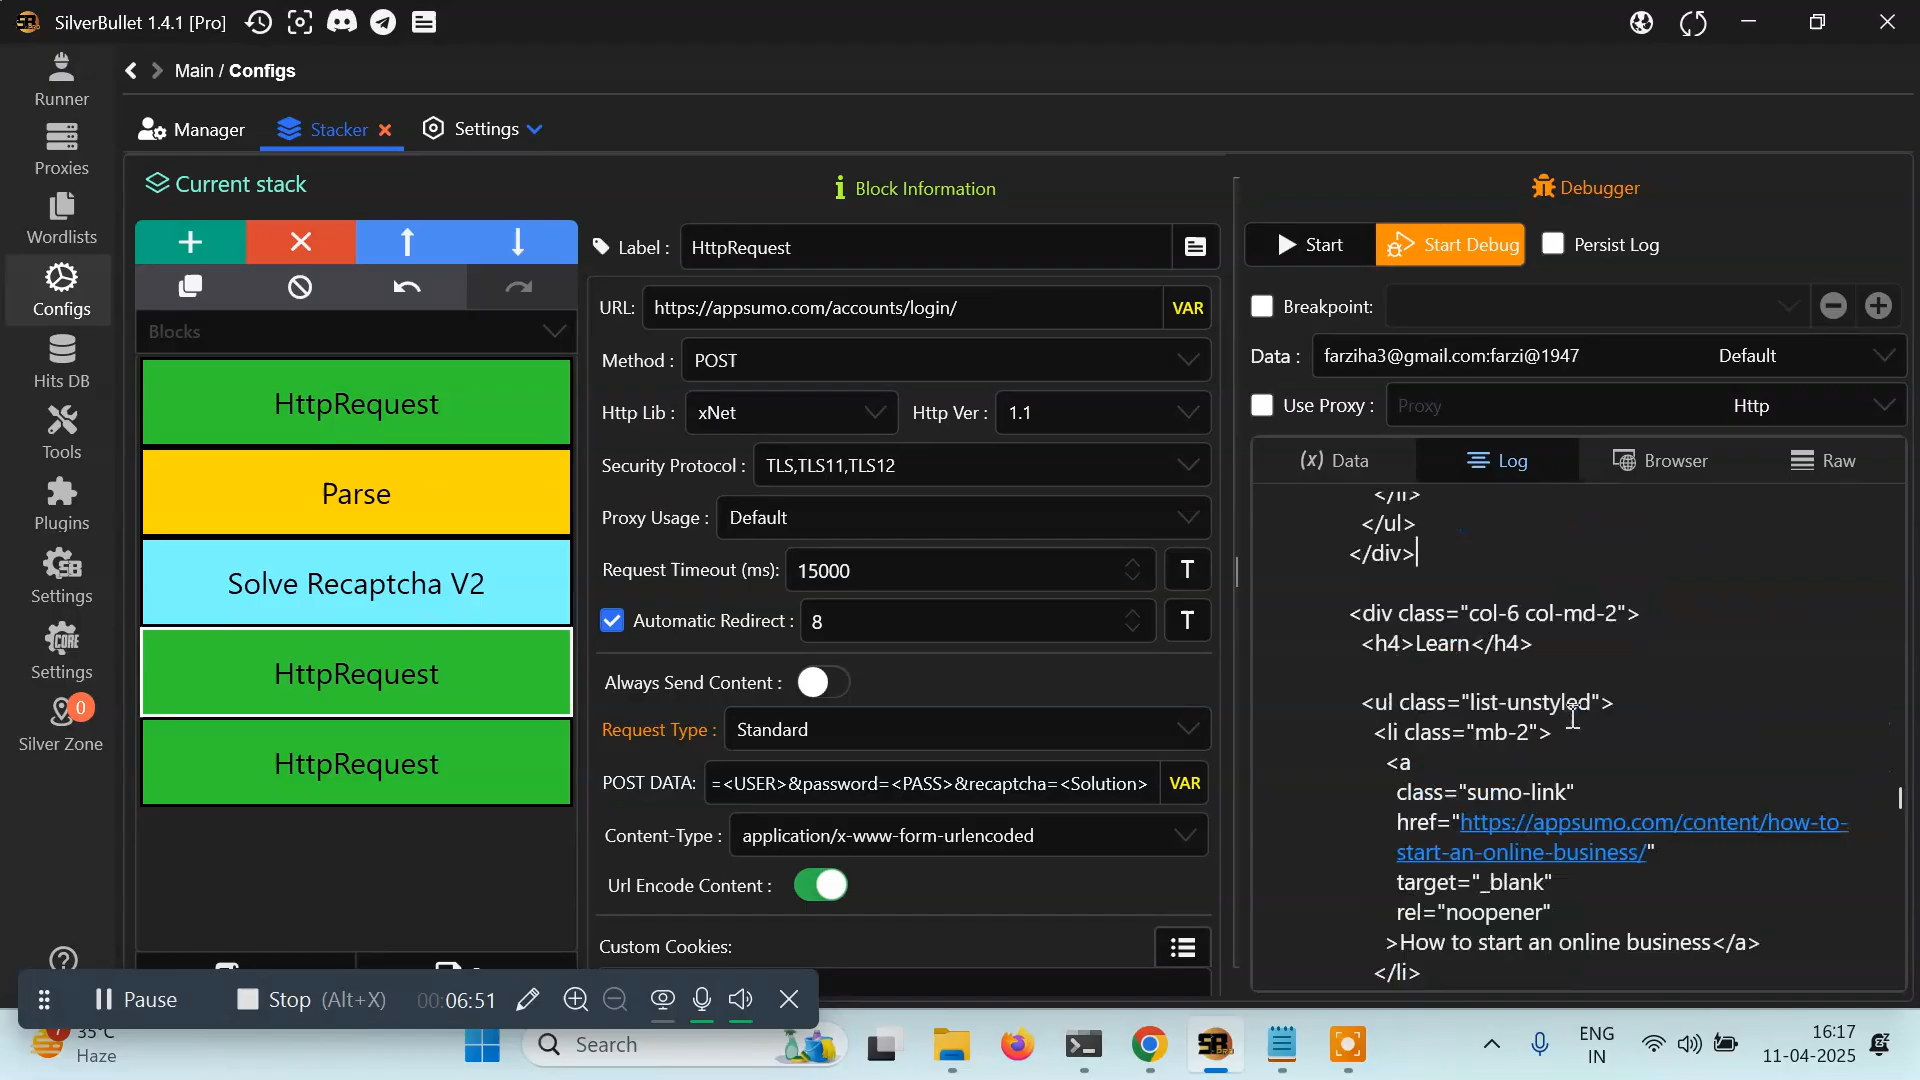 SilverBullet 1.4.1 [Pro]
Main / Configs
Runner
Proxies
Wordlists
Configs
Hits DB
Tools
Plugins
Settings
CORE
Settings
0
Silver Zone
Manager
Stacker
Settings
Current stack
Blocks
HttpRequest
Parse
Solve Recaptcha V2
HttpRequest
HttpRequest
Block Information
Label : HttpRequest
URL: https://appsumo.com/accounts/login/ VAR
Method : POST
Http Lib : xNet Http Ver : 1.1
Security Protocol : TLS,TLS11,TLS12
Proxy Usage : Default
Request Timeout (ms): 15000 T
Automatic Redirect : 8 T
Always Send Content :
Request Type : Standard
POST DATA: =<USER>&password=<PASS>&recaptcha=<Solution> VAR
Content-Type : application/x-www-form-urlencoded
Url Encode Content :
Custom Cookies:
Debugger
Start Start Debug Persist Log
Breakpoint:
Data : farziha3@gmail.com:farzi@1947 Default
Use Proxy : Proxy Http
(x) Data Log Browser Raw
</li>
</ul>
</div>
<div class="col-6 col-md-2">
<h4>Learn</h4>
<ul class="list-unstyled">
<li class="mb-2">
<a
class="sumo-link"
href="https://appsumo.com/content/how-to-
start-an-online-business/"
target="_blank"
rel="noopener"
>How to start an online business</a>
</li>
Pause Stop (Alt+X) 00:06:51
35°C
Haze
Search
ENG
IN
16:17
11-04-2025